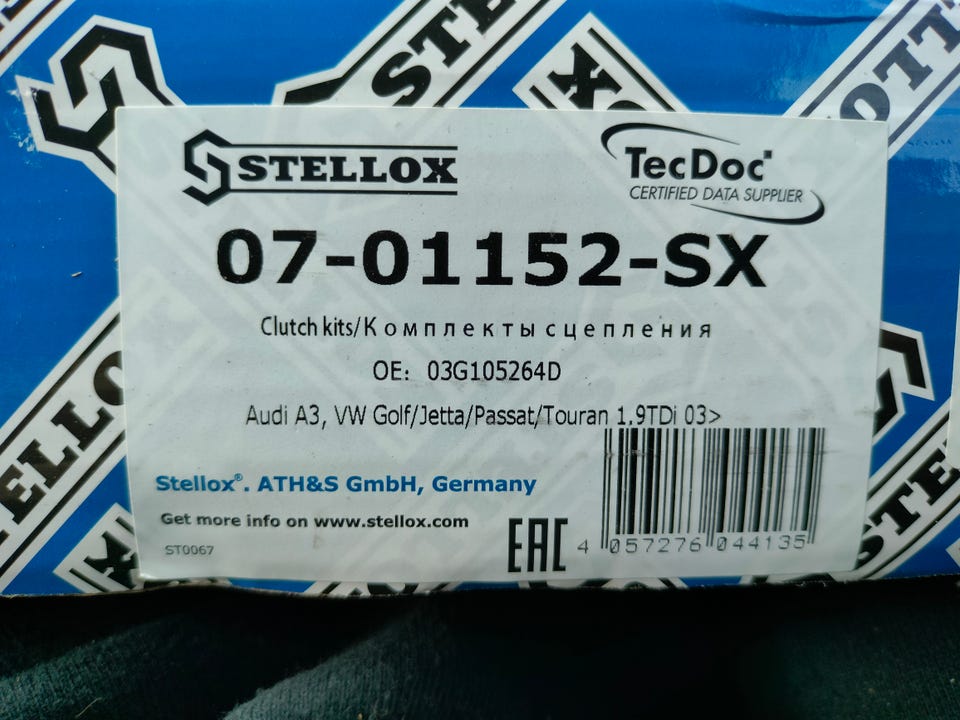 STELLOX
TecDoc
CERTIFIED DATA SUPPLIER
07-01152-SX
Clutch kits/Комплекты сцепления
OE: 03G105264D
Audi A3, VW Golf/Jetta/Passat/Touran 1.9TDi 03>
Stellox®. ATH&S GmbH, Germany
Get more info on www.stellox.com
ST0067
EAC
4 057276 044135